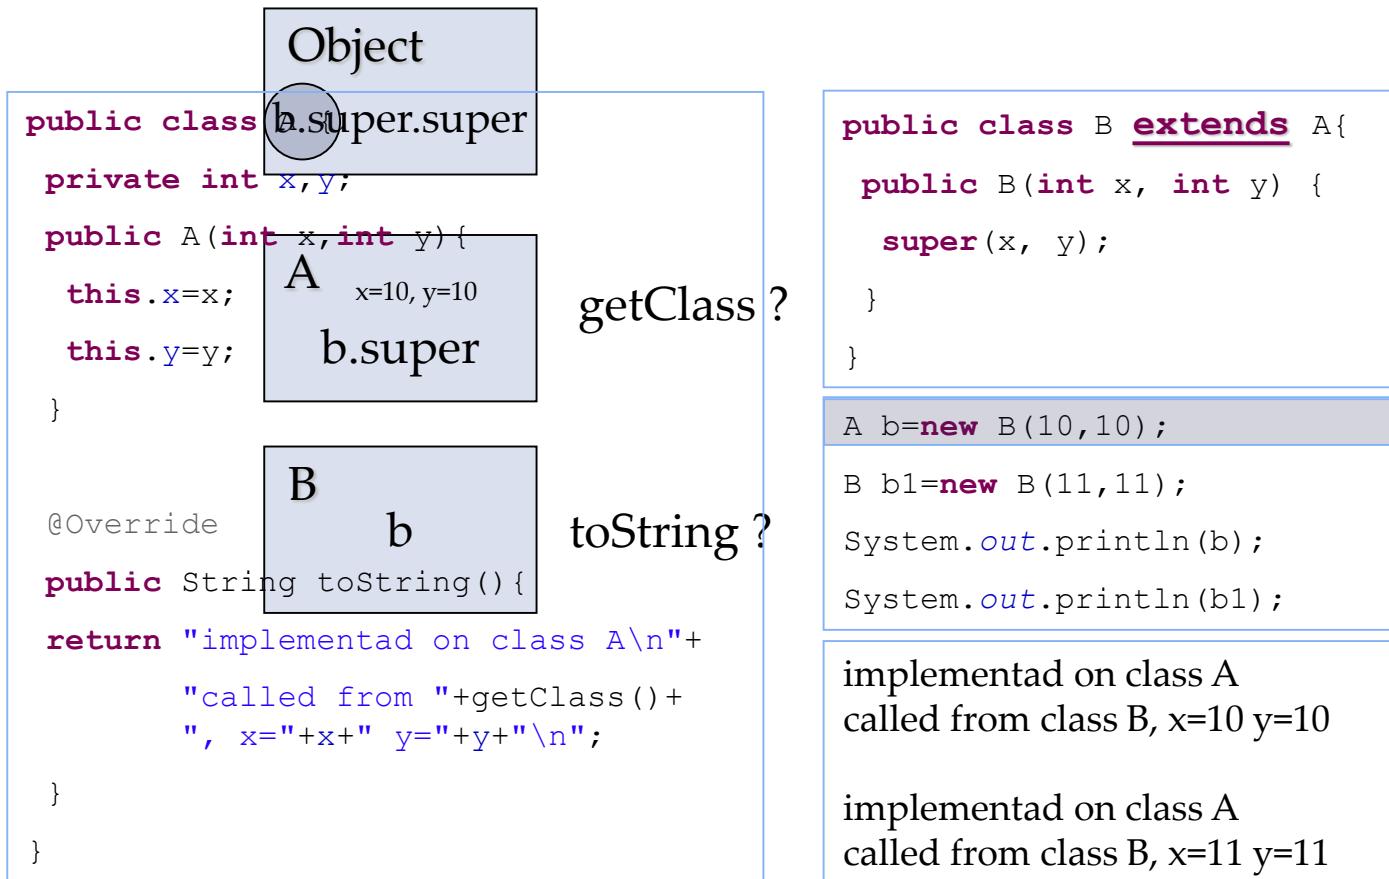 Object
b.super.super
public class A {
private int x,y;
public A(int x,int y){
this.x=x;
this.y=y;
}
@Override
public String toString(){
return "implementad on class A\n"+
"called from "+getClass()+
", x="+x+" y="+y+"\n";
}
}
A
x=10, y=10
b.super
B
b
getClass ?
toString ?
public class B extends A{
public B(int x, int y) {
super(x, y);
}
}
A b=new B(10,10);
B b1=new B(11,11);
System.out.println(b);
System.out.println(b1);
implementad on class A
called from class B, x=10 y=10
implementad on class A
called from class B, x=11 y=11